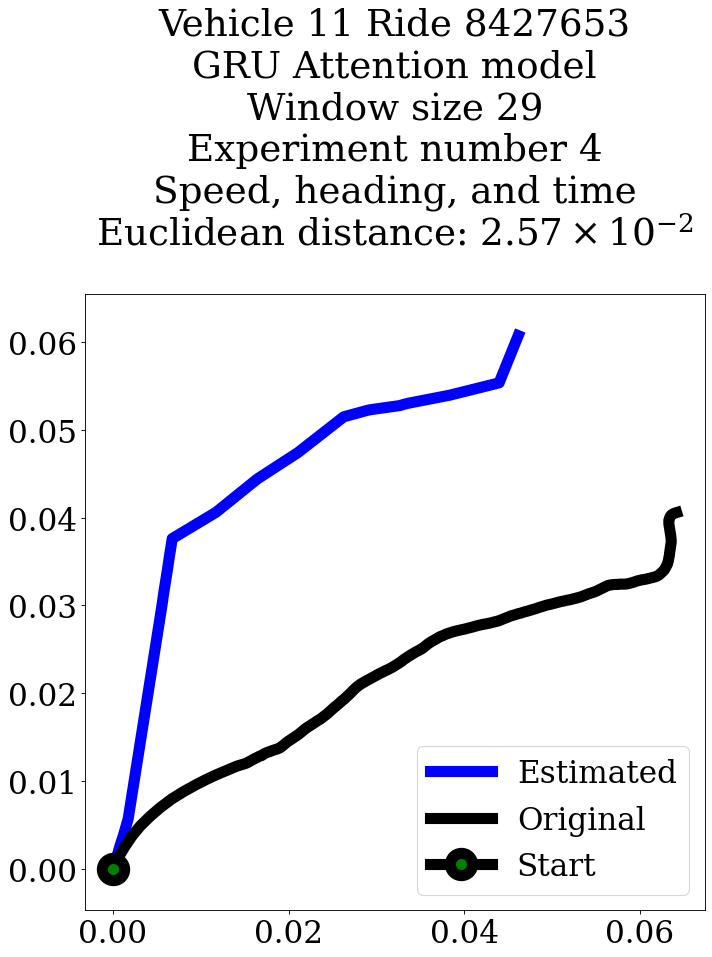 Vehicle 11 Ride 8427653
GRU Attention model
Window size 29
Experiment number 4
Speed, heading, and time
Euclidean distance: 2.57 × 10⁻²
0.06
0.05
0.04
0.03
0.02
0.01
0.00
Estimated
Original
Start
0.00 0.02 0.04 0.06